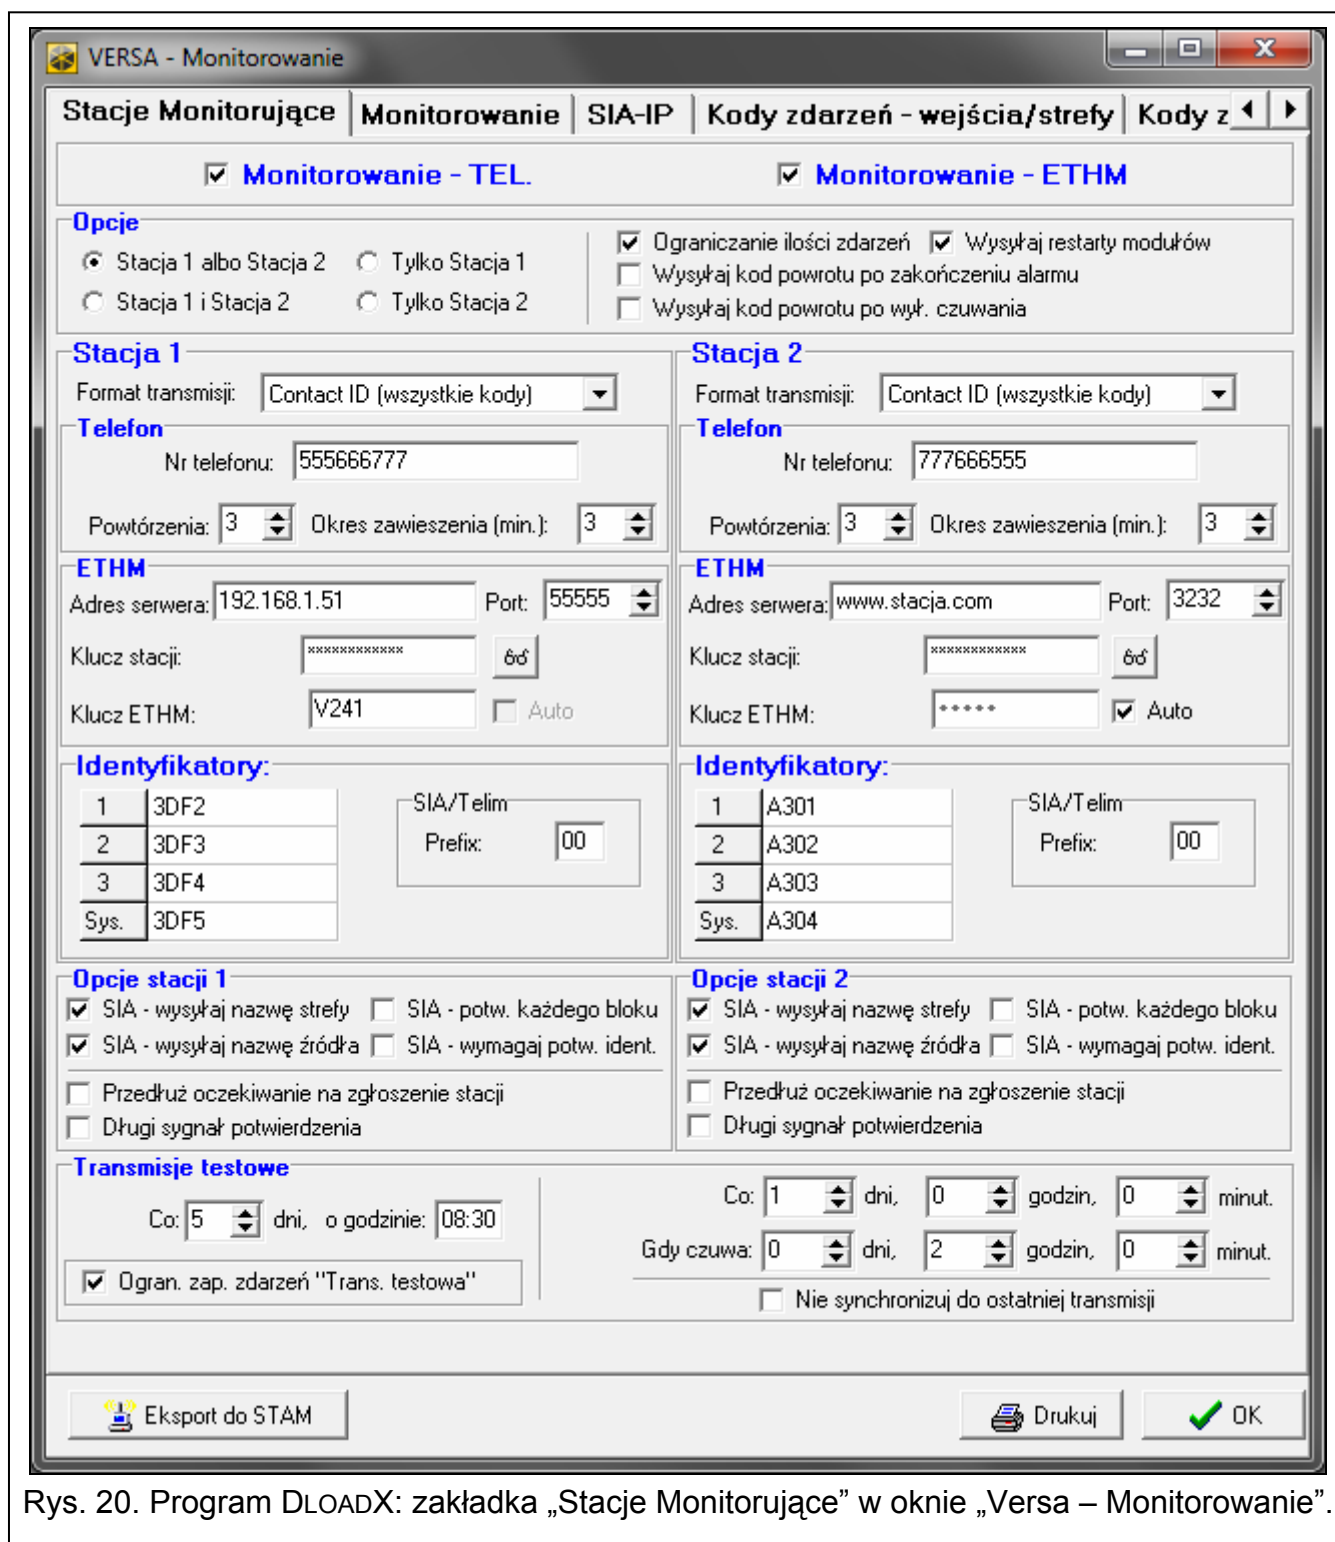 VERSA - Monitorowanie
Stacje Monitorujące Monitorowanie SIA-IP Kody zdarzeń - wejścia/strefy Kody z
Monitorowanie - TEL. Monitorowanie - ETHM
Opcje
Stacja 1 albo Stacja 2 Tylko Stacja 1
Stacja 1 i Stacja 2 Tylko Stacja 2
Ograniczanie ilości zdarzeń Wysyłaj restarty modułów
Wysyłaj kod powrotu po zakończeniu alarmu
Wysyłaj kod powrotu po wył. czuwania
Stacja 1
Format transmisji: Contact ID (wszystkie kody)
Telefon
Nr telefonu: 555666777
Powtórzenia: 3 Okres zawieszenia (min.): 3
ETHM
Adres serwera: 192.168.1.51 Port: 55555
Klucz stacji: ************
Klucz ETHM: V241 Auto
Identyfikatory:
1 3DF2
2 3DF3
3 3DF4
Sys. 3DF5
SIA/Telim
Prefix: 00
Stacja 2
Format transmisji: Contact ID (wszystkie kody)
Telefon
Nr telefonu: 777666555
Powtórzenia: 3 Okres zawieszenia (min.): 3
ETHM
Adres serwera: www.stacja.com Port: 3232
Klucz stacji: ************
Klucz ETHM: ***** Auto
Identyfikatory:
1 A301
2 A302
3 A303
Sys. A304
SIA/Telim
Prefix: 00
Opcje stacji 1
SIA - wysyłaj nazwę strefy SIA - potw. każdego bloku
SIA - wysyłaj nazwę źródła SIA - wymagaj potw. ident.
Przedłuż oczekiwanie na zgłoszenie stacji
Długi sygnał potwierdzenia
Opcje stacji 2
SIA - wysyłaj nazwę strefy SIA - potw. każdego bloku
SIA - wysyłaj nazwę źródła SIA - wymagaj potw. ident.
Przedłuż oczekiwanie na zgłoszenie stacji
Długi sygnał potwierdzenia
Transmisje testowe
Co: 5 dni, o godzinie: 08:30
Ogran. zap. zdarzeń "Trans. testowa"
Co: 1 dni, 0 godzin, 0 minut.
Gdy czuwa: 0 dni, 2 godzin, 0 minut.
Nie synchronizuj do ostatniej transmisji
Eksport do STAM Drukuj OK
Rys. 20. Program DLOADX: zakładka „Stacje Monitorujące” w oknie „Versa – Monitorowanie”.